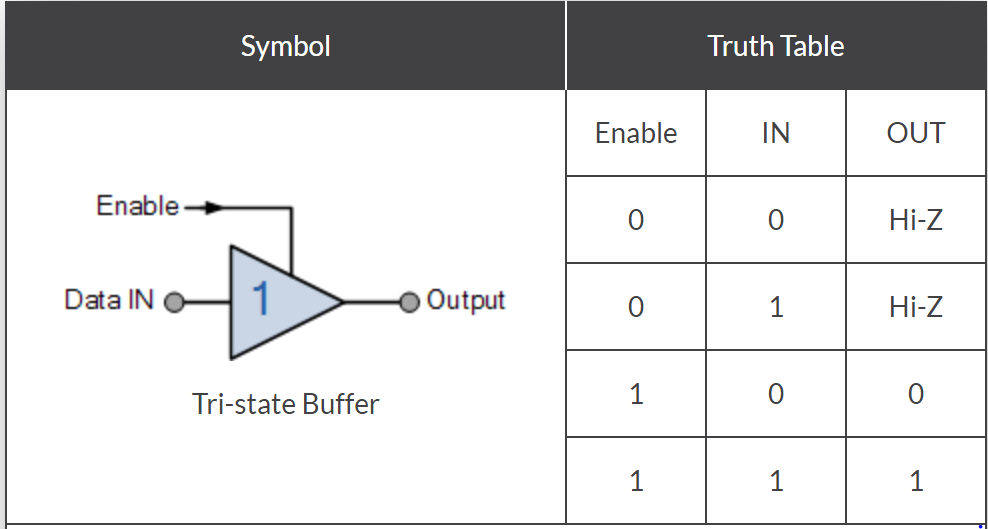 Symbol
Truth Table
Enable
Data IN
1
Output
Tri-state Buffer
Enable IN OUT
0 0 Hi-Z
0 1 Hi-Z
1 0 0
1 1 1